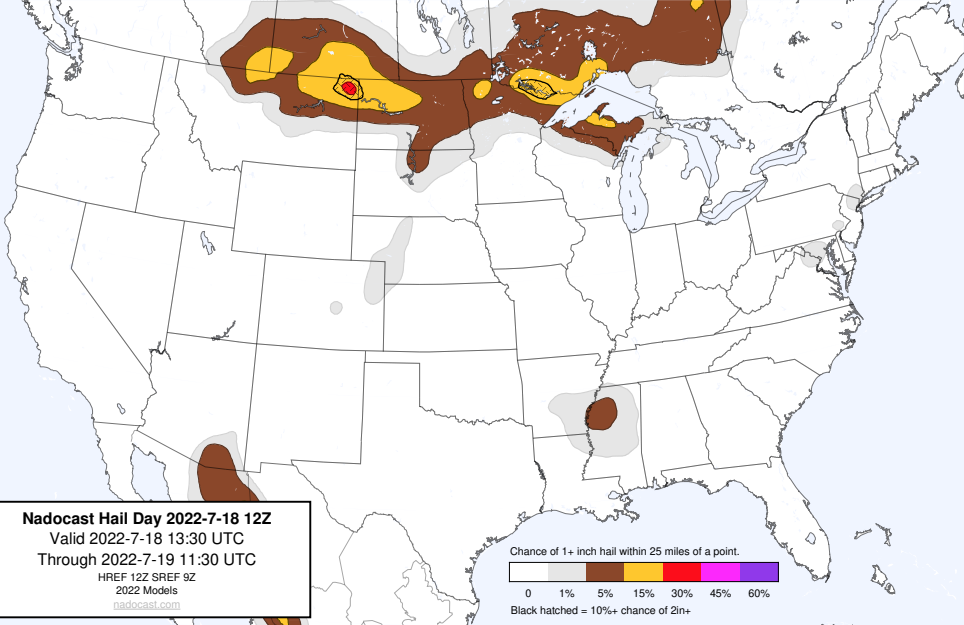 Nadocast Hail Day 2022-7-18 12Z
Valid 2022-7-18 13:30 UTC
Through 2022-7-19 11:30 UTC
HREF 12Z SREF 9Z
2022 Models
nadocast.com
Chance of 1+ inch hail within 25 miles of a point.
0 1% 5% 15% 30% 45% 60%
Black hatched = 10%+ chance of 2in+